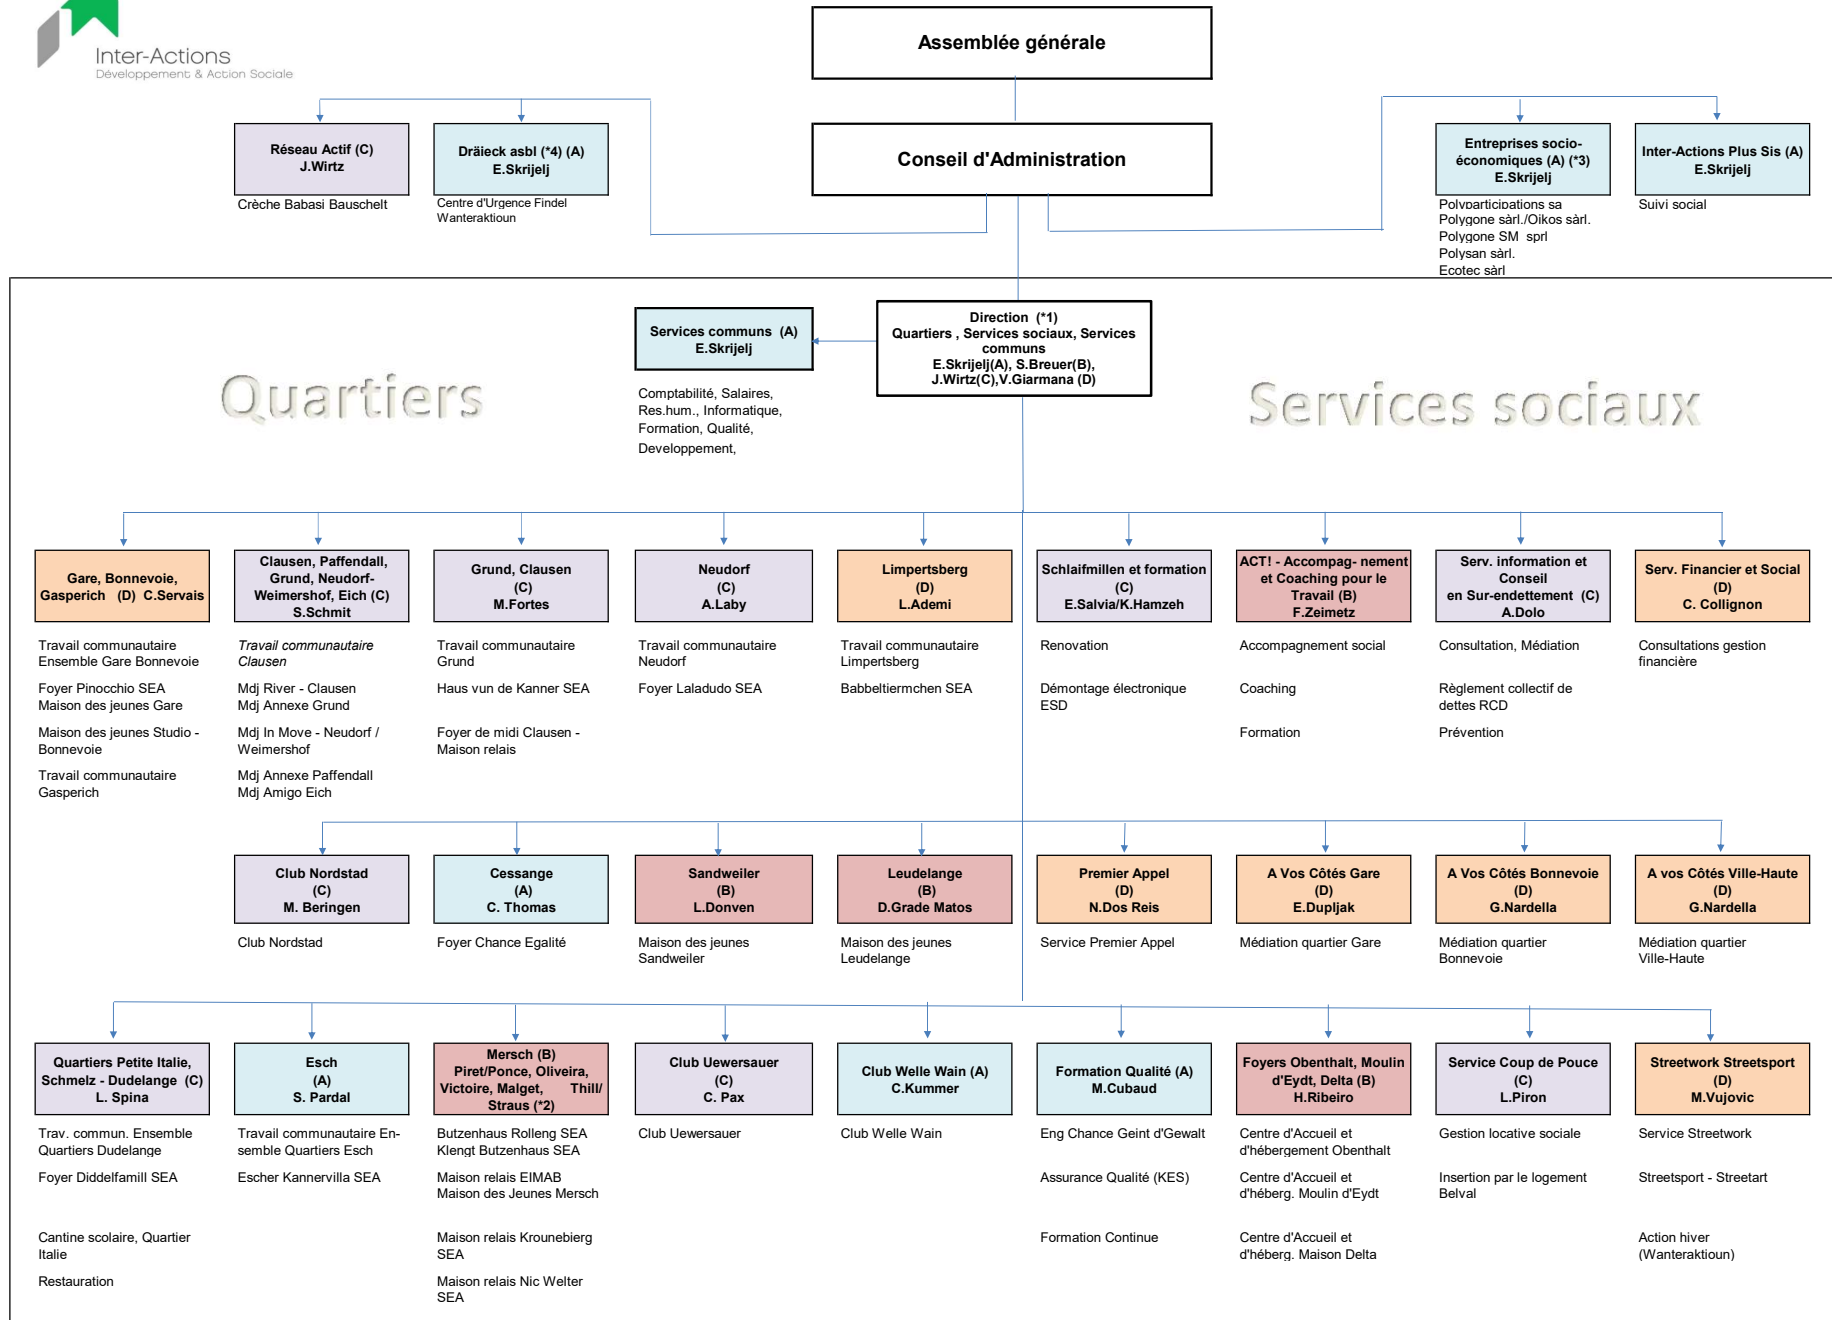 Inter-Actions
Développement & Action Sociale
Assemblée générale
Conseil d'Administration
Réseau Actif (C)
J.Wirtz
Crèche Babasi Bauschelt
Dräieck asbl (*4) (A)
E.Skrijelj
Centre d'Urgence Findel
Wanteraktioun
Entreprises socio-
économiques (A) (*3)
E.Skrijelj
Polyparticipations sa
Polygone sàrl./Oikos sàrl.
Polygone SM sprl
Polysan sàrl.
Ecotec sàrl
Inter-Actions Plus Sis (A)
E.Skrijelj
Suivi social
Services communs (A)
E.Skrijelj
Comptabilité, Salaires,
Res.hum., Informatique,
Formation, Qualité,
Developpement,
Direction (*1)
Quartiers , Services sociaux, Services
communs
E.Skrijelj(A), S.Breuer(B),
J.Wirtz(C),V.Giarmana (D)
Quartiers
Services sociaux
Gare, Bonnevoie,
Gasperich (D) C.Servais
Travail communautaire
Ensemble Gare Bonnevoie
Foyer Pinocchio SEA
Maison des jeunes Gare
Maison des jeunes Studio -
Bonnevoie
Travail communautaire
Gasperich
Clausen, Paffendall,
Grund, Neudorf-
Weimershof, Eich (C)
S.Schmit
Travail communautaire
Clausen
Mdj River - Clausen
Mdj Annexe Grund
Mdj In Move - Neudorf /
Weimershof
Mdj Annexe Paffendall
Mdj Amigo Eich
Grund, Clausen
(C)
M.Fortes
Travail communautaire
Grund
Haus vun de Kanner SEA
Foyer de midi Clausen -
Maison relais
Neudorf
(C)
A.Laby
Travail communautaire
Neudorf
Foyer Laladudo SEA
Limpertsberg
(D)
L.Ademi
Travail communautaire
Limpertsberg
Babbeltiermchen SEA
Schlaifmillen et formation
(C)
E.Salvia/K.Hamzeh
Renovation
Démontage électronique
ESD
ACT! - Accompag- nement
et Coaching pour le
Travail (B)
F.Zeimetz
Accompagnement social
Coaching
Formation
Serv. information et
Conseil
en Sur-endettement (C)
A.Dolo
Consultation, Médiation
Règlement collectif de
dettes RCD
Prévention
Serv. Financier et Social
(D)
C. Collignon
Consultations gestion
financière
Club Nordstad
(C)
M. Beringen
Club Nordstad
Cessange
(A)
C. Thomas
Foyer Chance Egalité
Sandweiler
(B)
L.Donven
Maison des jeunes
Sandweiler
Leudelange
(B)
D.Grade Matos
Maison des jeunes
Leudelange
Premier Appel
(D)
N.Dos Reis
Service Premier Appel
A Vos Côtés Gare
(D)
E.Dupljak
Médiation quartier Gare
A Vos Côtés Bonnevoie
(D)
G.Nardella
Médiation quartier
Bonnevoie
A vos Côtés Ville-Haute
(D)
G.Nardella
Médiation quartier
Ville-Haute
Quartiers Petite Italie,
Schmelz - Dudelange (C)
L. Spina
Trav. commun. Ensemble
Quartiers Dudelange
Foyer Diddelfamill SEA
Cantine scolaire, Quartier
Italie
Restauration
Esch
(A)
S. Pardal
Travail communautaire En-
semble Quartiers Esch
Escher Kannervilla SEA
Mersch (B)
Piret/Ponce, Oliveira,
Victoire, Malget, Thill/
Straus (*2)
Butzenhaus Rolleng SEA
Klengt Butzenhaus SEA
Maison relais EIMAB
Maison des Jeunes Mersch
Maison relais Krounebierg
SEA
Maison relais Nic Welter
SEA
Club Uewersauer
(C)
C. Pax
Club Uewersauer
Club Welle Wain (A)
C.Kummer
Club Welle Wain
Formation Qualité (A)
M.Cubaud
Eng Chance Geint d'Gewalt
Assurance Qualité (KES)
Formation Continue
Foyers Obenthalt, Moulin
d'Eydt, Delta (B)
H.Ribeiro
Centre d'Accueil et
d'hébergement Obenthalt
Centre d'Accueil et
d'héberg. Moulin d'Eydt
Centre d'Accueil et
d'héberg. Maison Delta
Service Coup de Pouce
(C)
L.Piron
Gestion locative sociale
Insertion par le logement
Belval
Streetwork Streetsport
(D)
M.Vujovic
Service Streetwork
Streetsport - Streetart
Action hiver
(Wanteraktioun)